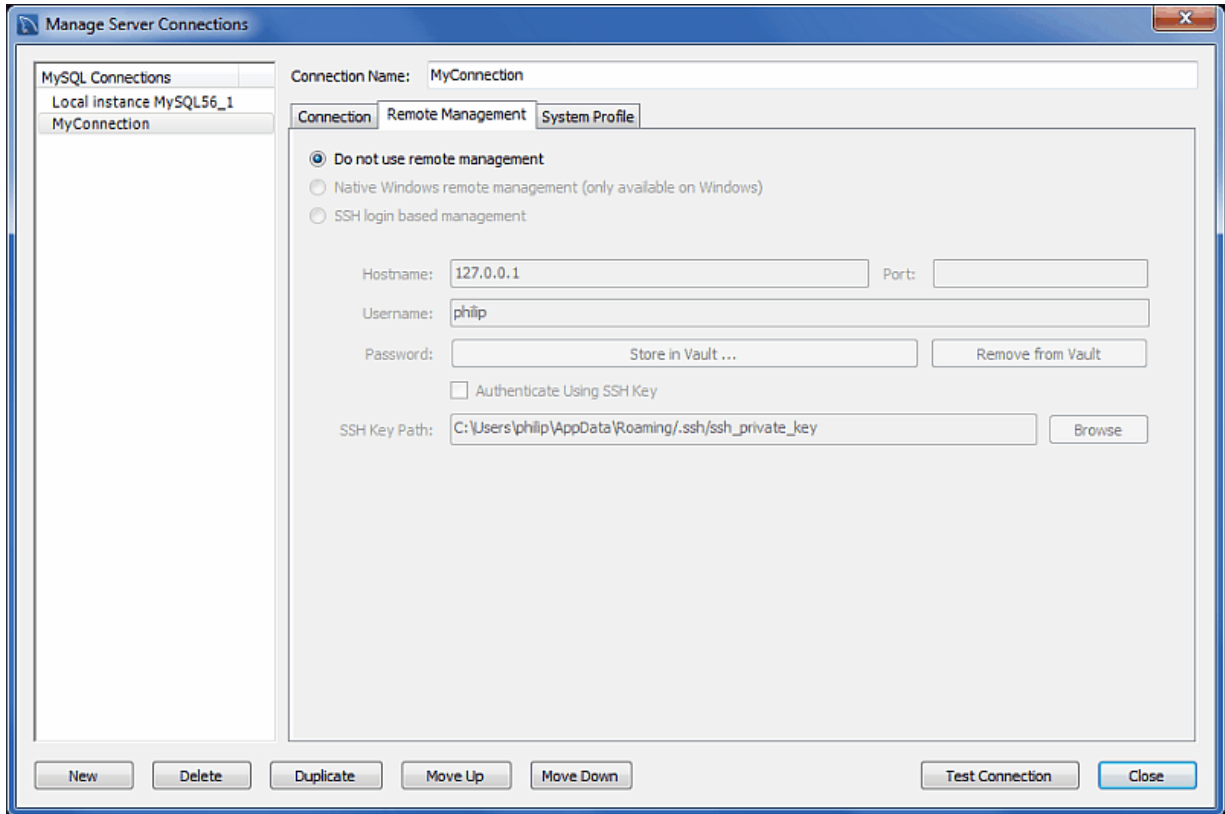 Manage Server Connections
MySQL Connections
Local instance MySQL56_1
MyConnection
Connection Name: MyConnection
Connection Remote Management System Profile
Do not use remote management
Native Windows remote management (only available on Windows)
SSH login based management
Hostname: 127.0.0.1 Port:
Username: philip
Password: Store in Vault ... Remove from Vault
Authenticate Using SSH Key
SSH Key Path: C:\Users\philip\AppData\Roaming/.ssh/ssh_private_key Browse
New Delete Duplicate Move Up Move Down Test Connection Close